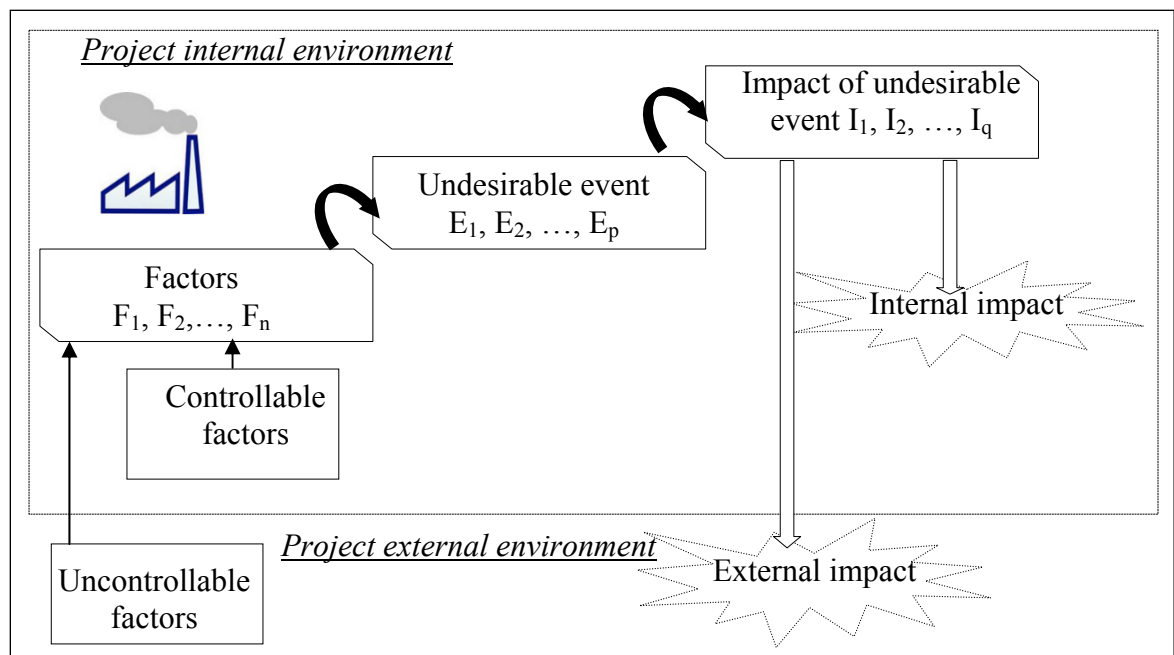 Project internal environment
Impact of undesirable
event I₁, I₂, …, I_q
Undesirable event
E₁, E₂, …, Eₚ
Factors
F₁, F₂,…, Fₙ
Internal impact
Controllable
factors
Project external environment
External impact
Uncontrollable
factors